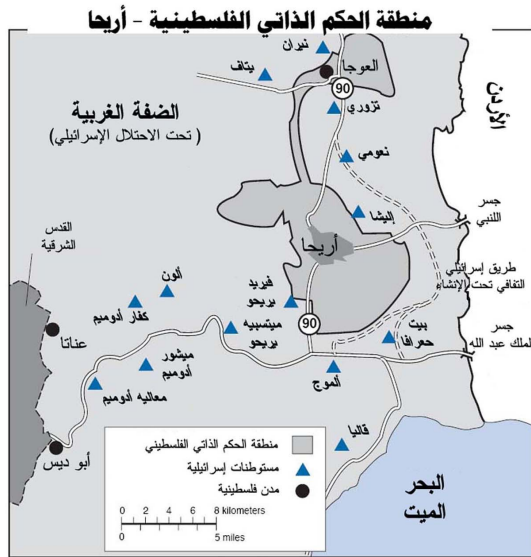 منطقة الحكم الذاتي الفلسطينية - أريحا
نيران
العوجا
يتاف
90
تزوري
الأردن
الضفة الغربية
(تحت الاحتلال الإسرائيلي)
نعومي
إليشا
جسر
اللنبي
أريحا
القدس
الشرقية
طريق إسرائيلي
التفافي تحت الإنشاء
ألون
كفار أدوميم
فيريد
يريحو
ميتسبيه
يريحو
90
بيت
حعرافا
جسر
الملك عبد الله
عناتا
ميشور
أدوميم
ألموج
معاليه أدوميم
قاليا
أبو ديس
البحر
الميت
منطقة الحكم الذاتي الفلسطيني
مستوطنات إسرائيلية
مدن فلسطينية
0 2 4 6 8 kilometers
0 5 miles